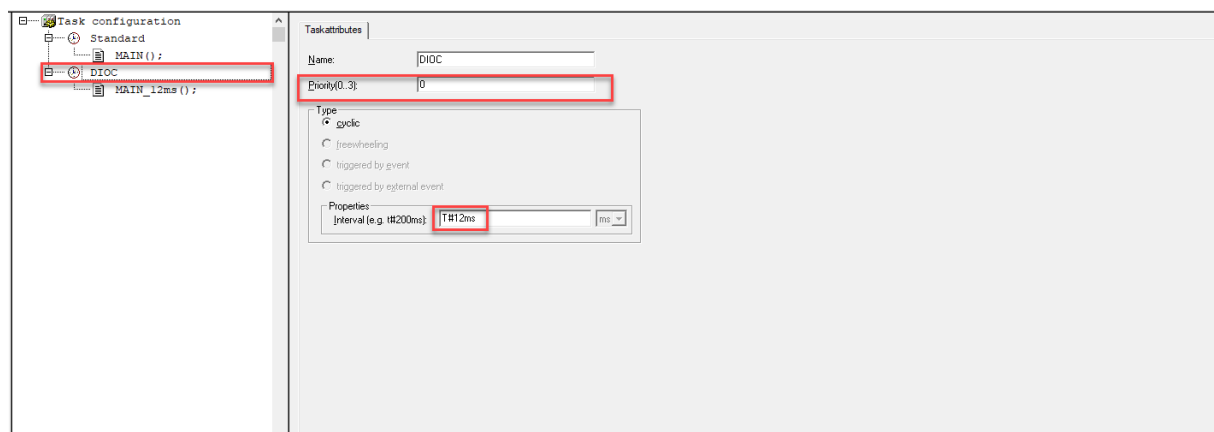 Task configuration
Standard
MAIN();
DIOC
MAIN_12ms();
Taskattributes
Name: DIOC
Priority(0..3): 0
Type
cyclic
freewheeling
triggered by event
triggered by external event
Properties
Interval (e.g. t#200ms): T#12ms ms